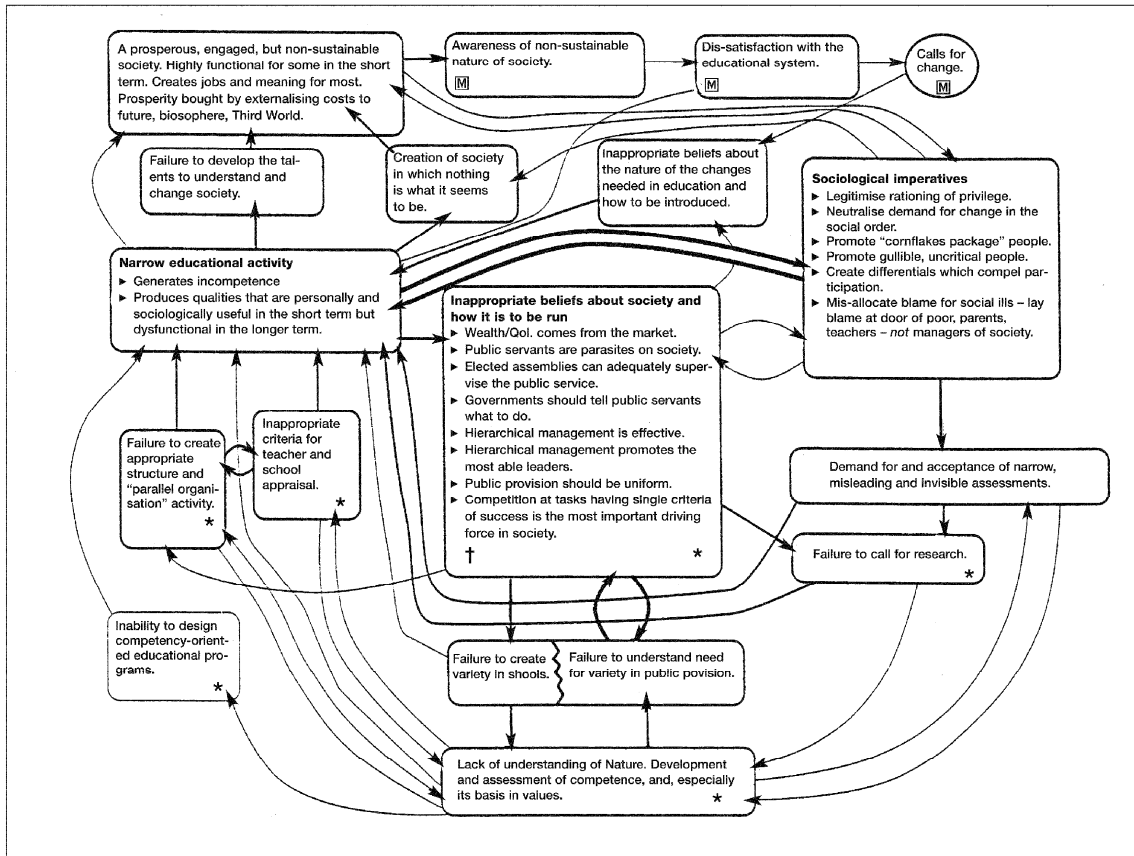 A prosperous, engaged, but non-sustainable
society. Highly functional for some in the short
term. Creates jobs and meaning for most.
Prosperity bought by externalising costs to
future, biosphere, Third World.
Awareness of non-sustainable
nature of society.
M
Dis-satisfaction with the
educational system.
M
Calls for
change.
M
Failure to develop the tal-
ents to understand and
change society.
Creation of society
in which nothing
is what it seems
to be.
Inappropriate beliefs about
the nature of the changes
needed in education and
how to be introduced.
Sociological imperatives
► Legitimise rationing of privilege.
► Neutralise demand for change in the
social order.
► Promote "cornflakes package" people.
► Promote gullible, uncritical people.
► Create differentials which compel par-
ticipation.
► Mis-allocate blame for social ills – lay
blame at door of poor, parents,
teachers – not managers of society.
Narrow educational activity
► Generates incompetence
► Produces qualities that are personally and
sociologically useful in the short term but
dysfunctional in the longer term.
Inappropriate beliefs about society and
how it is to be run
► Wealth/Qol. comes from the market.
► Public servants are parasites on society.
► Elected assemblies can adequately super-
vise the public service.
► Governments should tell public servants
what to do.
► Hierarchical management is effective.
► Hierarchical management promotes the
most able leaders.
► Public provision should be uniform.
► Competition at tasks having single criteria
of success is the most important driving
force in society.
† *
Failure to create
appropriate
structure and
"parallel organi-
sation" activity.
*
Inappropriate
criteria for
teacher and
school
appraisal.
*
Demand for and acceptance of narrow,
misleading and invisible assessments.
Failure to call for research.
*
Inability to design
competency-orient-
ed educational pro-
grams.
*
Failure to create
variety in shools.
Failure to understand need
for variety in public povision.
Lack of understanding of Nature. Development
and assessment of competence, and, especially
its basis in values.
*